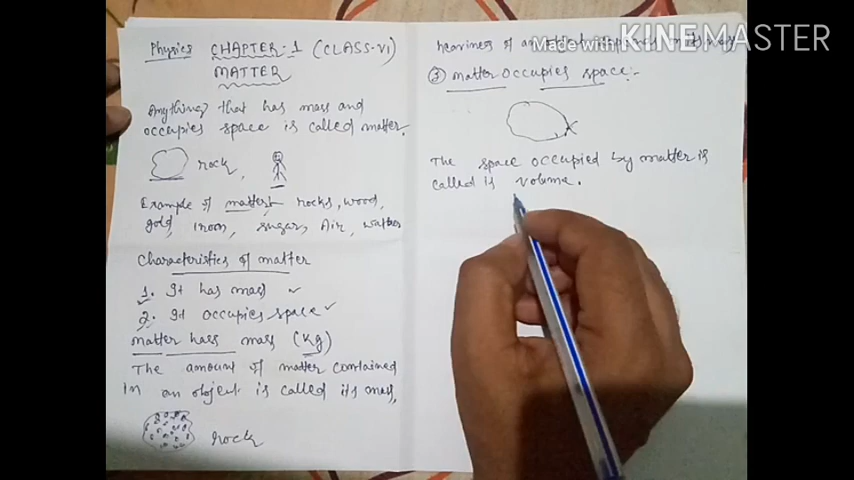 Physics CHAPTER-1 (CLASS-VI)
MATTER
Anything that has mass and
occupies space is called matter.
rock,
Example of matter rocks, wood,
gold, Iron, sugar, Air, water
Characteristics of matter
1. It has mass ✓
2. It occupies space ✓
matter hass mass (Kg)
The amount of matter contained
In an object is called its mass,
rock
heaviness of an
Made with KINEMASTER
③ matter occupies space:-
The space occupied by matter is
called is volume.